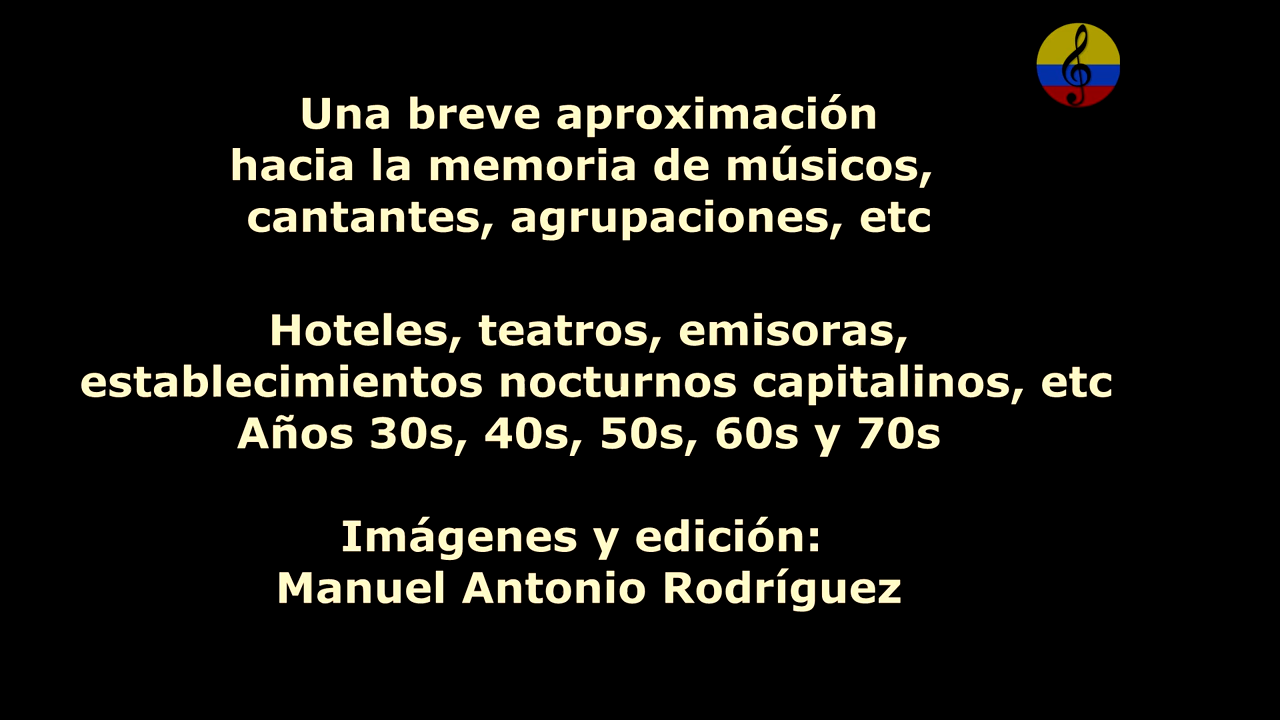 Una breve aproximación
hacia la memoria de músicos,
cantantes, agrupaciones, etc
Hoteles, teatros, emisoras,
establecimientos nocturnos capitalinos, etc
Años 30s, 40s, 50s, 60s y 70s
Imágenes y edición:
Manuel Antonio Rodríguez